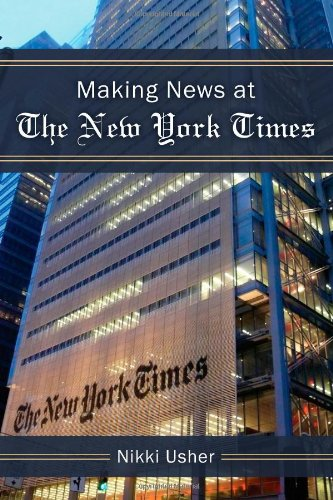 Making News at
The New York Times
The New York Times
Nikki Usher